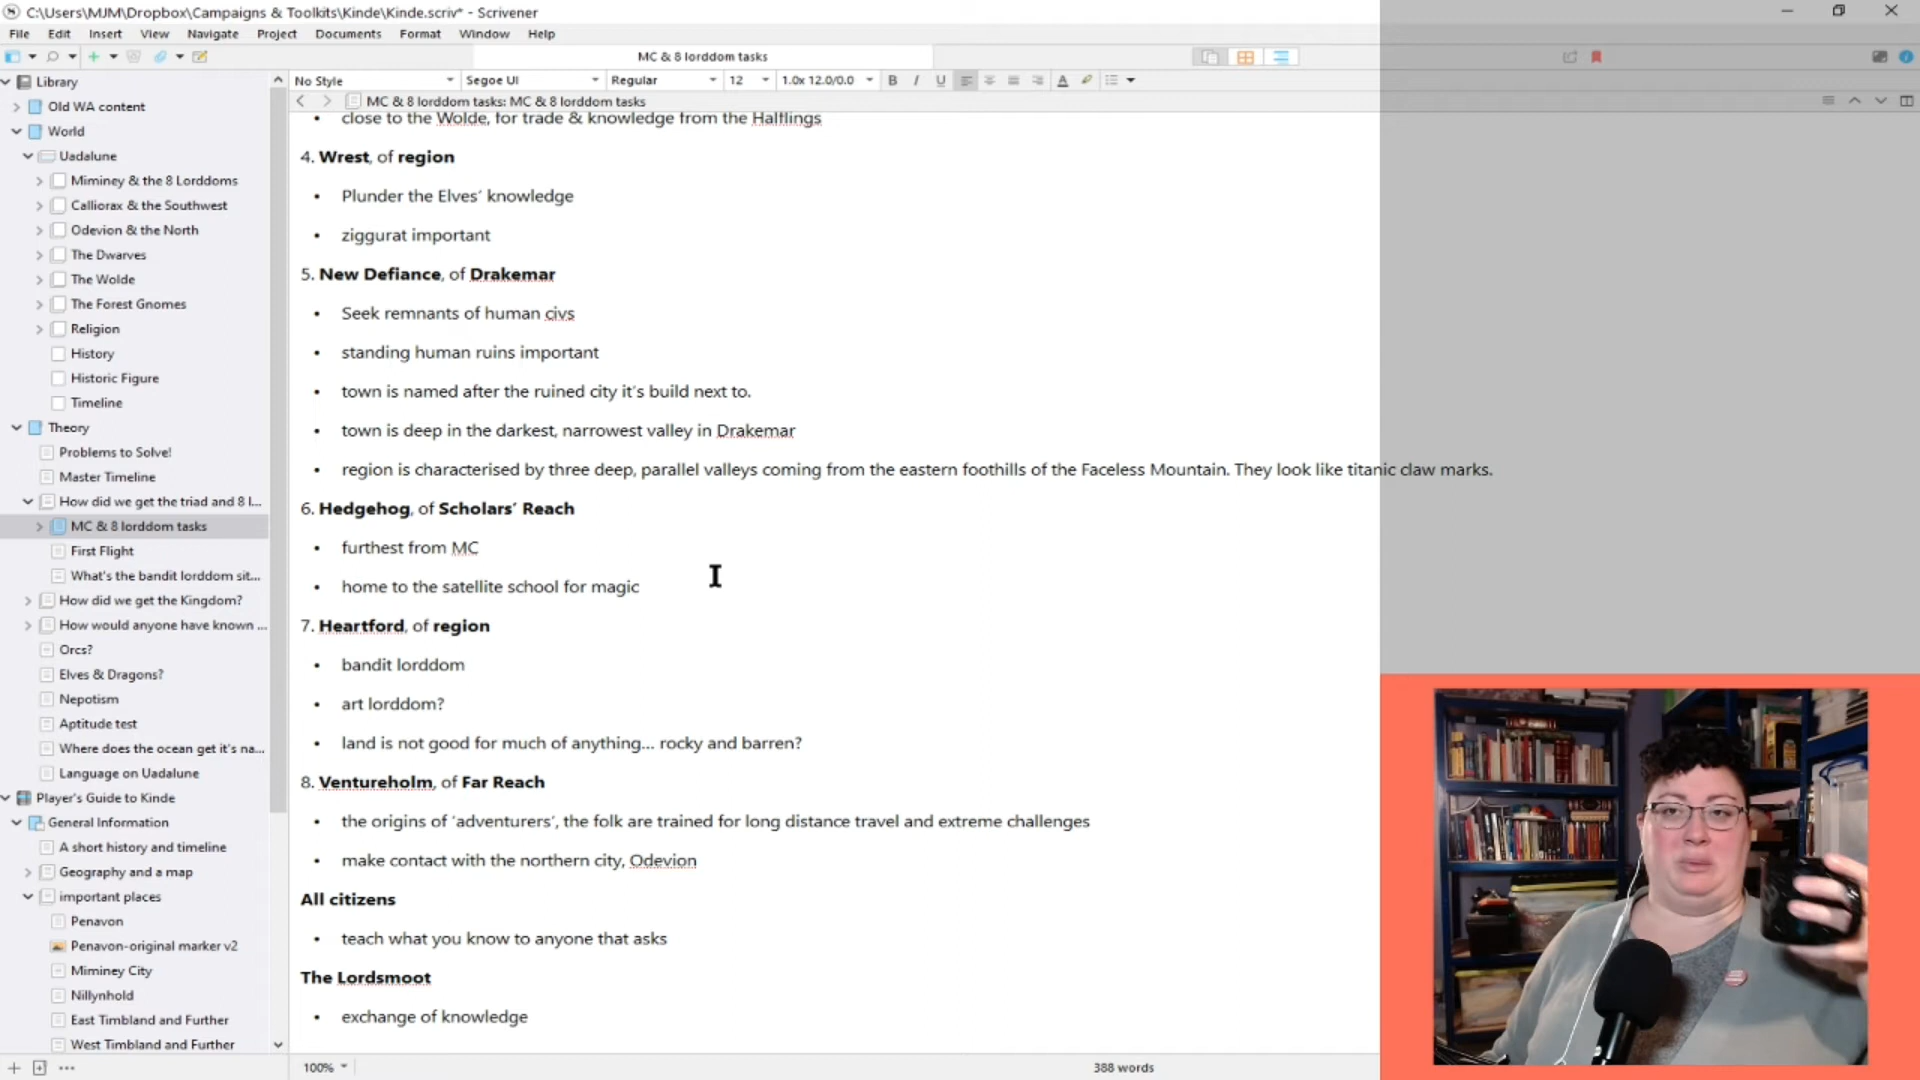 C:\Users\MJM\Dropbox\Campaigns & Toolkits\Kinde\Kinde.scriv* - Scrivener
File Edit Insert View Navigate Project Documents Format Window Help
MC & 8 lorddom tasks
No Style Segoe UI Regular 12 1.0x 12.0/0.0 B I U A
MC & 8 lorddom tasks: MC & 8 lorddom tasks
Library
Old WA content
World
Uadalune
Miminey & the 8 Lorddoms
Calliorax & the Southwest
Odevion & the North
The Dwarves
The Wolde
The Forest Gnomes
Religion
History
Historic Figure
Timeline
Theory
Problems to Solve!
Master Timeline
How did we get the triad and 8 l...
MC & 8 lorddom tasks
First Flight
What's the bandit lorddom sit...
How did we get the Kingdom?
How would anyone have known ...
Orcs?
Elves & Dragons?
Nepotism
Aptitude test
Where does the ocean get it's na...
Language on Uadalune
Player's Guide to Kinde
General Information
A short history and timeline
Geography and a map
important places
Penavon
Penavon-original marker v2
Miminey City
Nillynhold
East Timbland and Further
West Timbland and Further
• close to the Wolde, for trade & knowledge from the Halflings
4. Wrest, of region
• Plunder the Elves' knowledge
• ziggurat important
5. New Defiance, of Drakemar
• Seek remnants of human civs
• standing human ruins important
• town is named after the ruined city it's build next to.
• town is deep in the darkest, narrowest valley in Drakemar
• region is characterised by three deep, parallel valleys coming from the eastern foothills of the Faceless Mountain. They look like titanic claw marks.
6. Hedgehog, of Scholars' Reach
• furthest from MC
• home to the satellite school for magic
7. Heartford, of region
• bandit lorddom
• art lorddom?
• land is not good for much of anything... rocky and barren?
8. Ventureholm, of Far Reach
• the origins of 'adventurers', the folk are trained for long distance travel and extreme challenges
• make contact with the northern city, Odevion
All citizens
• teach what you know to anyone that asks
The Lordsmoot
• exchange of knowledge
100%
388 words